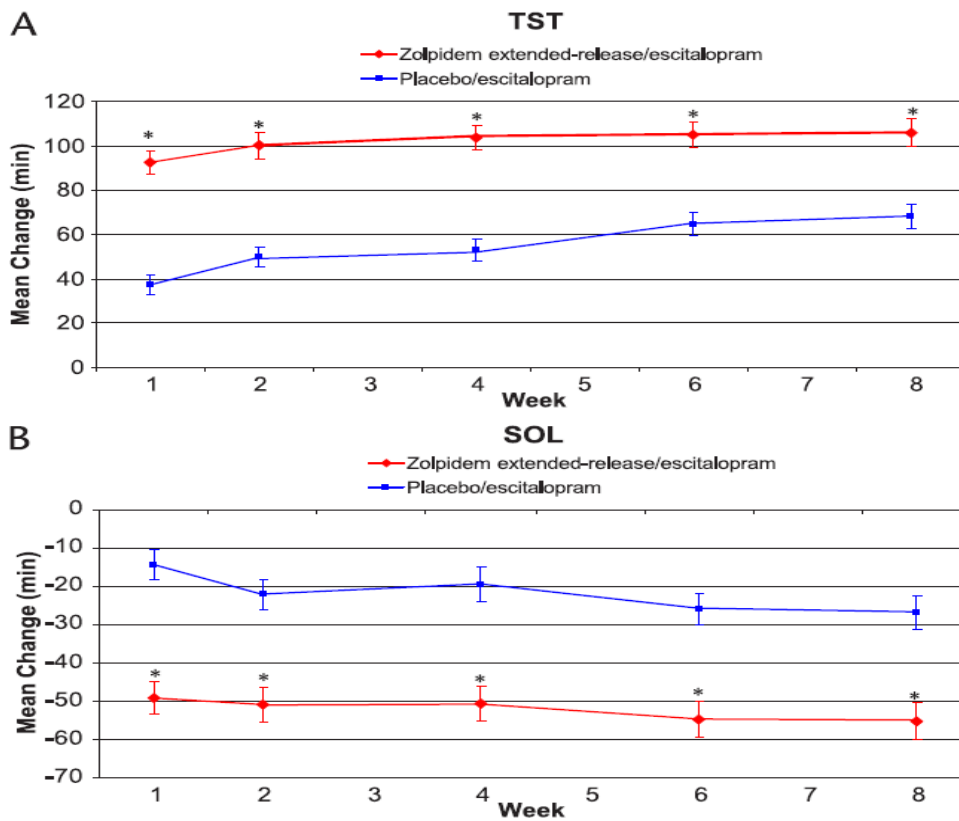 A
TST
Zolpidem extended-release/escitalopram
Placebo/escitalopram
Mean Change (min)
120
100
80
60
40
20
0
* * * * *
1 2 3 4 5 6 7 8
Week
B
SOL
Zolpidem extended-release/escitalopram
Placebo/escitalopram
Mean Change (min)
0
-10
-20
-30
-40
-50
-60
-70
* * * * *
1 2 3 4 5 6 7 8
Week